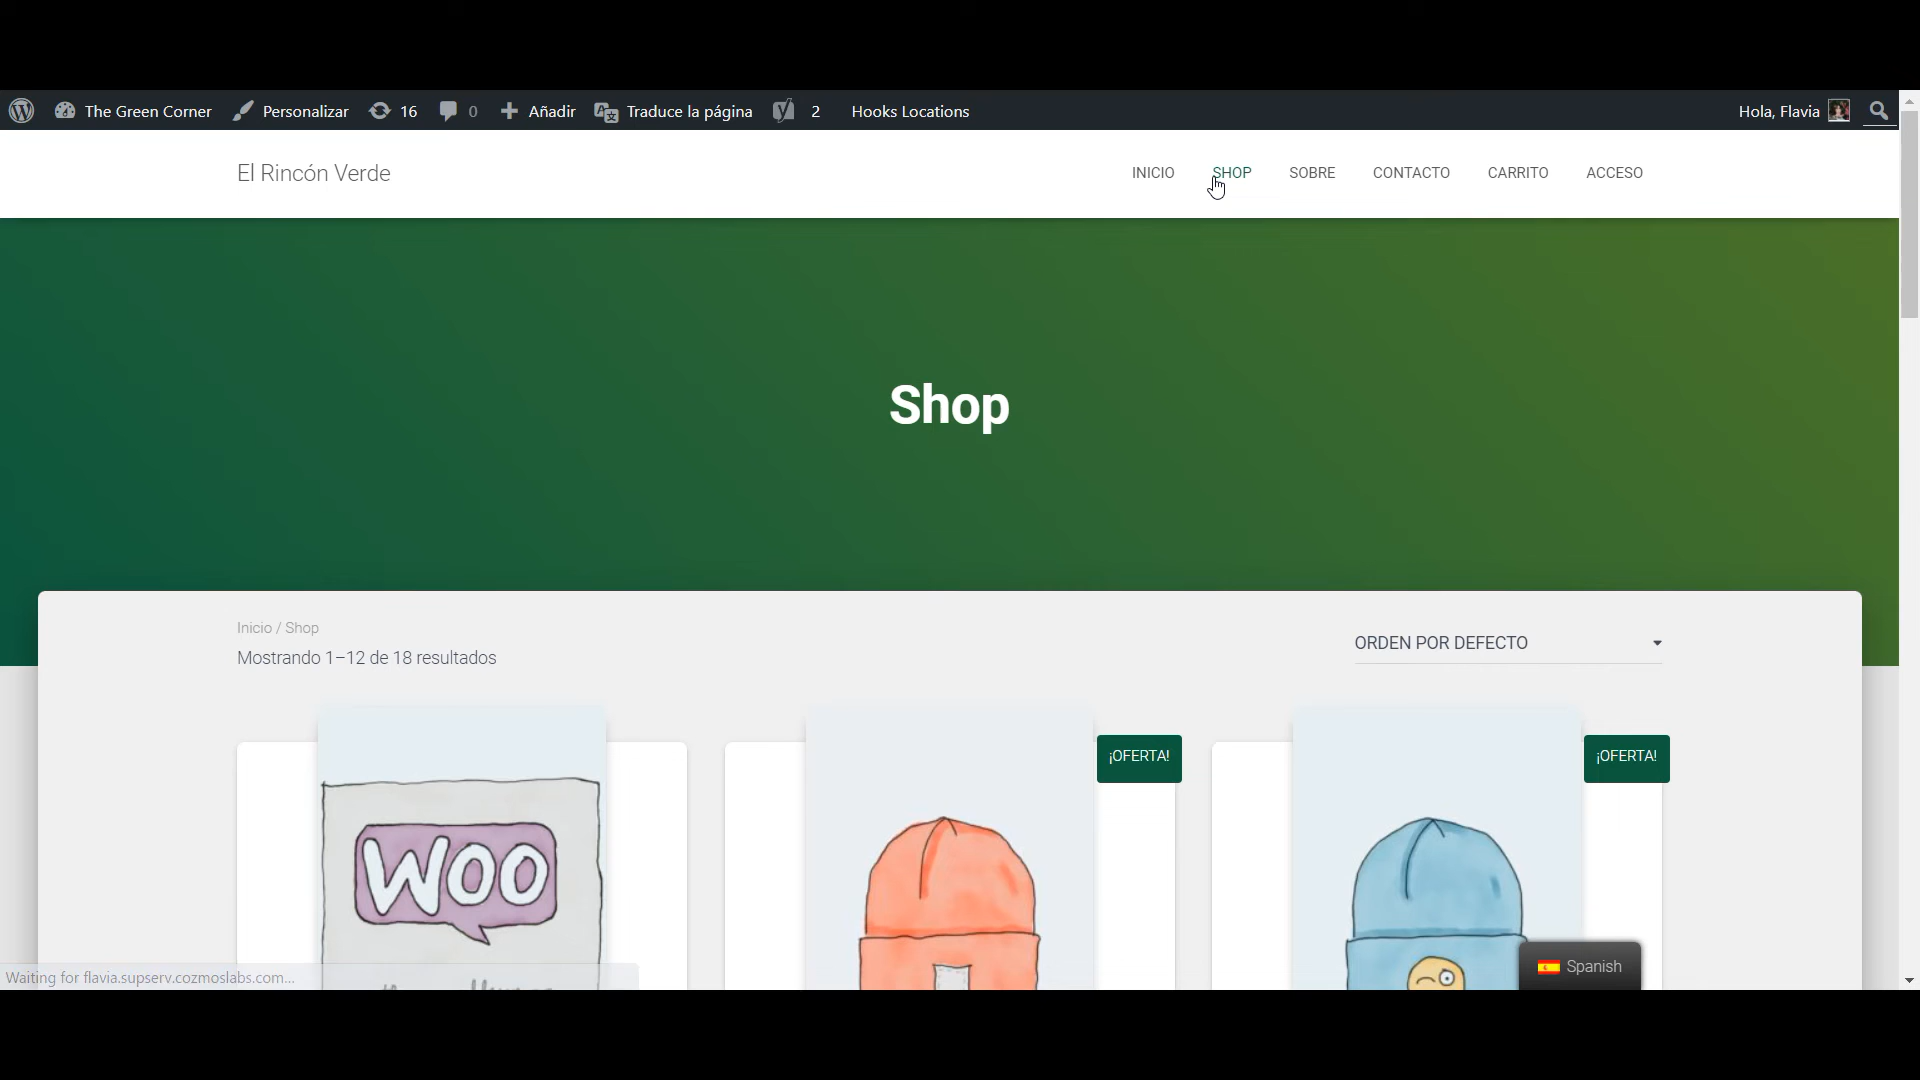 The Green Corner Personalizar 16 0 Añadir Traduce la página 2 Hooks Locations Hola, Flavia
El Rincón Verde INICIO SHOP SOBRE CONTACTO CARRITO ACCESO
Shop
Inicio / Shop
Mostrando 1–12 de 18 resultados
ORDEN POR DEFECTO
¡OFERTA!
¡OFERTA!
WOO
Spanish
Waiting for flavia.supserv.cozmoslabs.com...